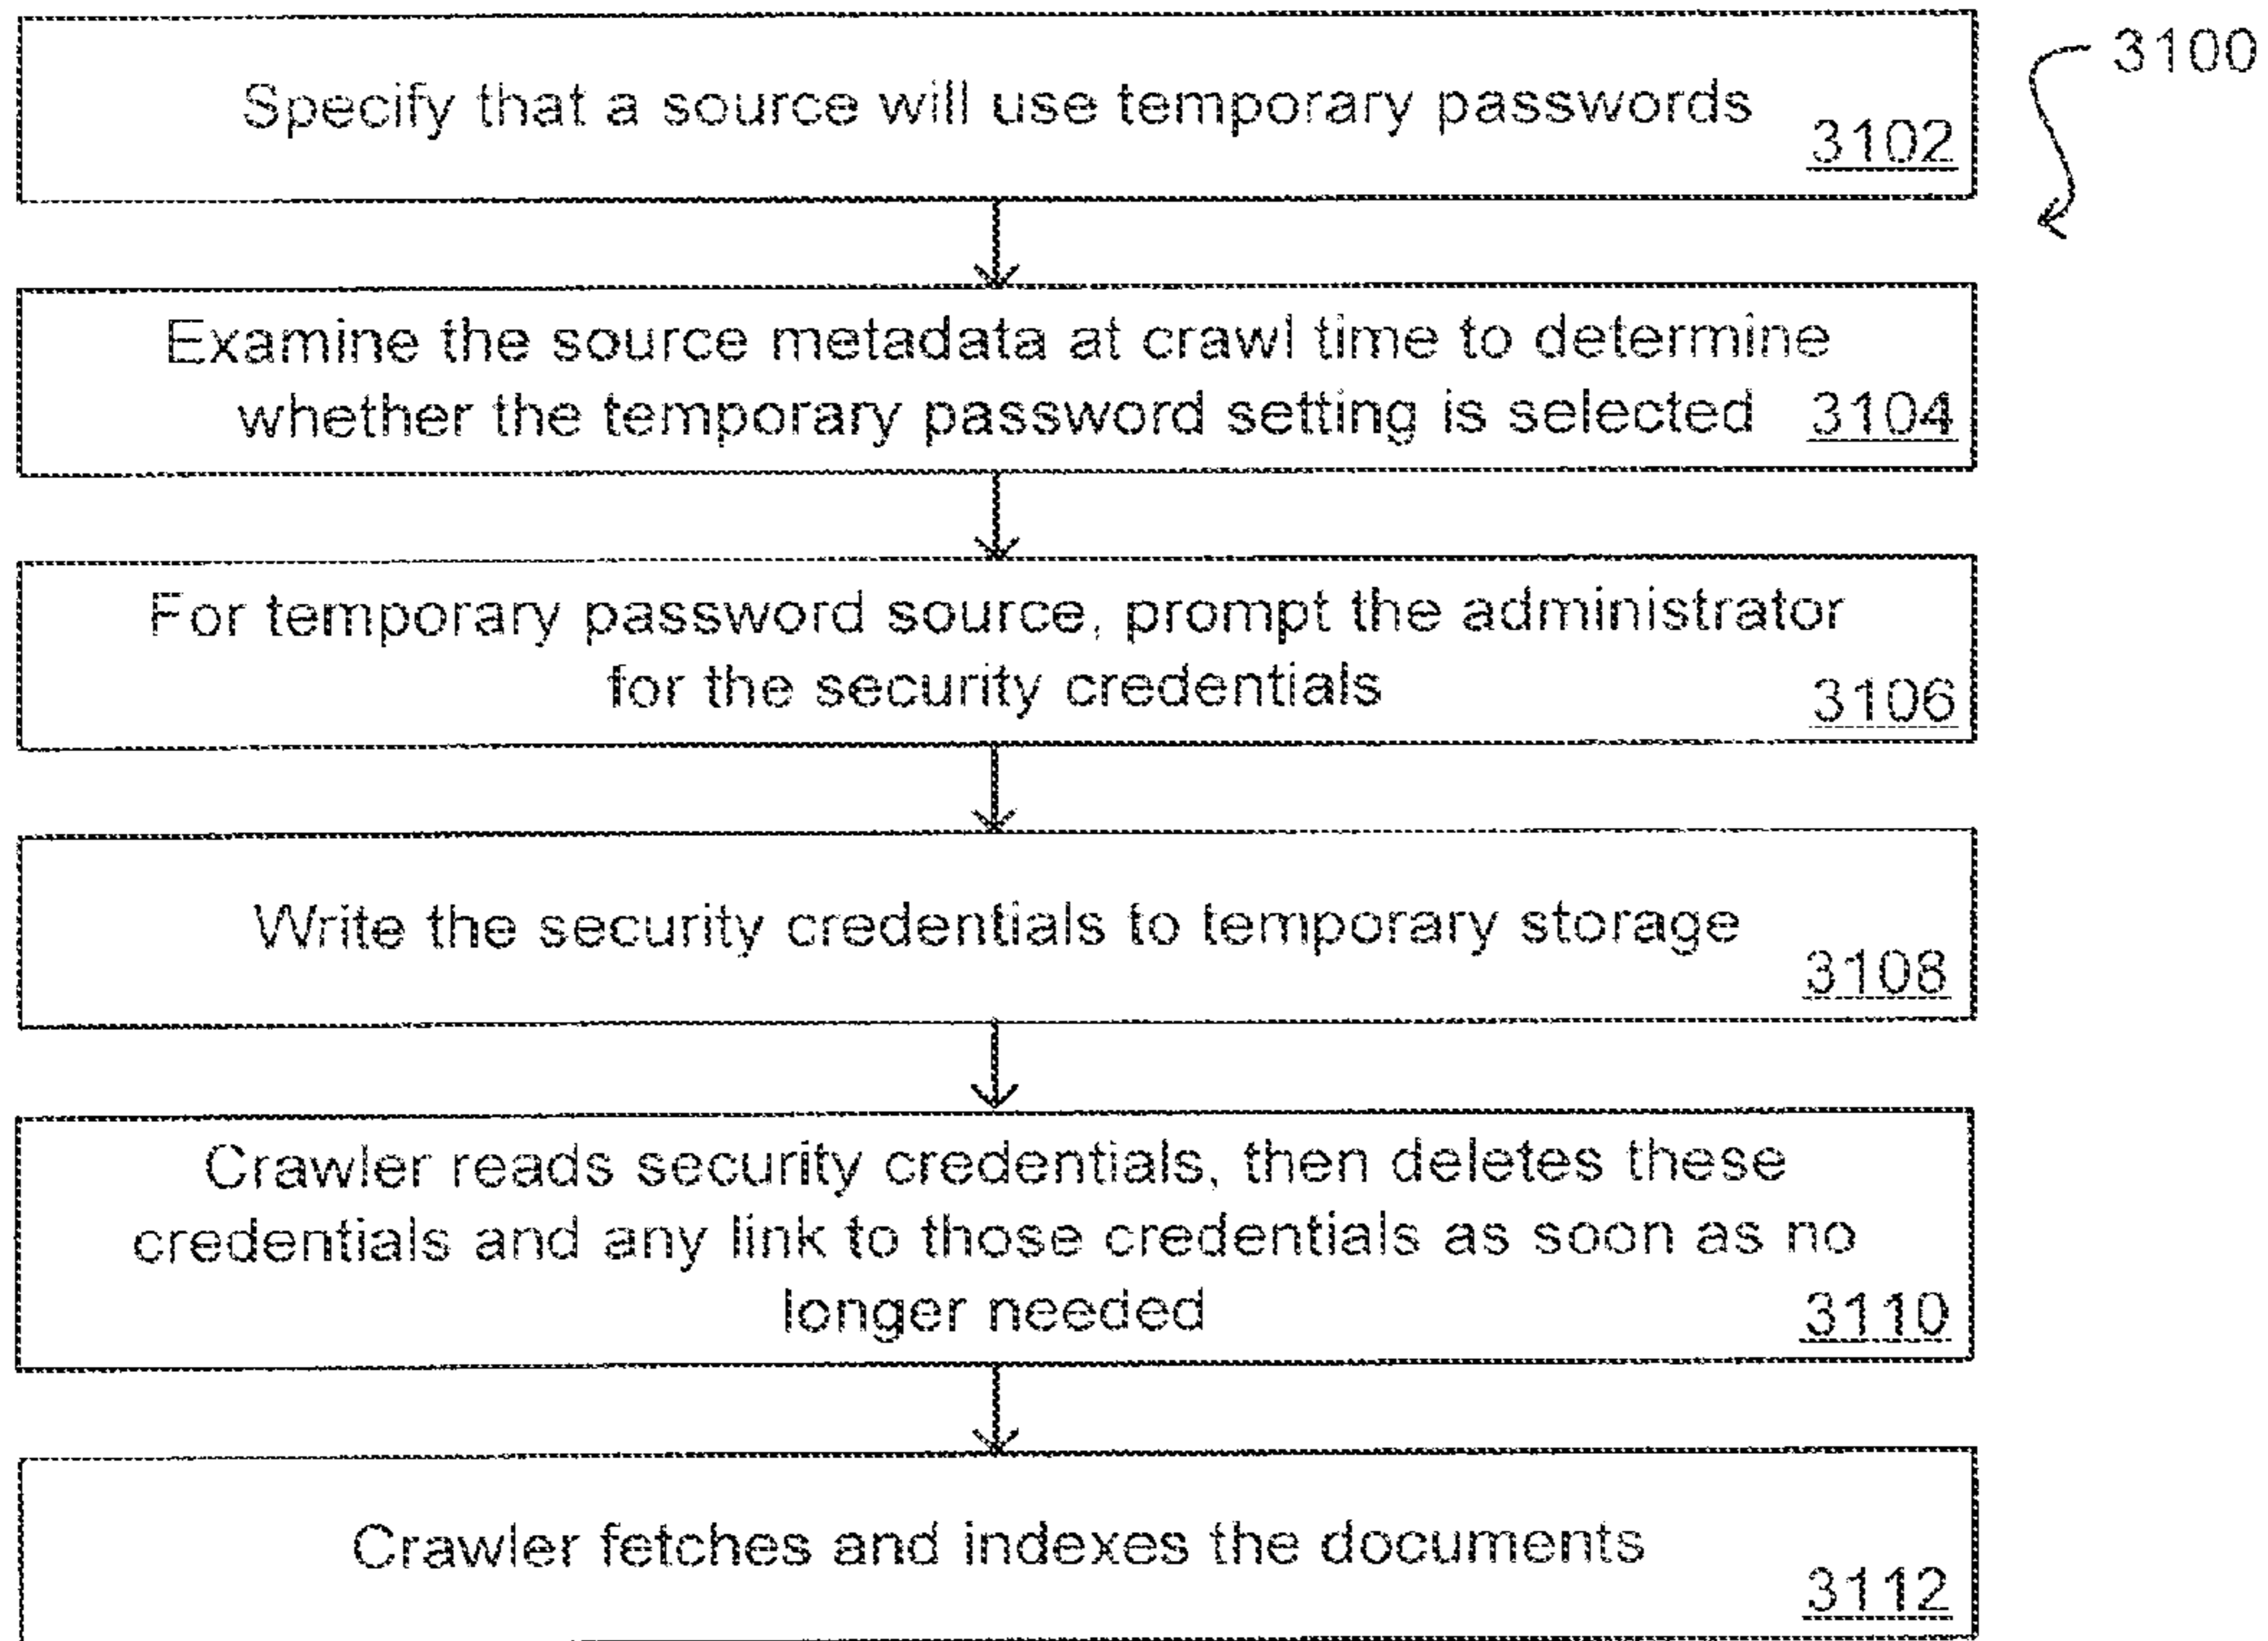 3100
Specify that a source will use temporary passwords
3102
Examine the source metadata at crawl time to determine
whether the temporary password setting is selected 3104
For temporary password source, prompt the administrator
for the security credentials
3106
Write the security credentials to temporary storage
3108
Crawler reads security credentials, then deletes these
credentials and any link to those credentials as soon as no
longer needed 3110
Crawler fetches and indexes the documents
3112